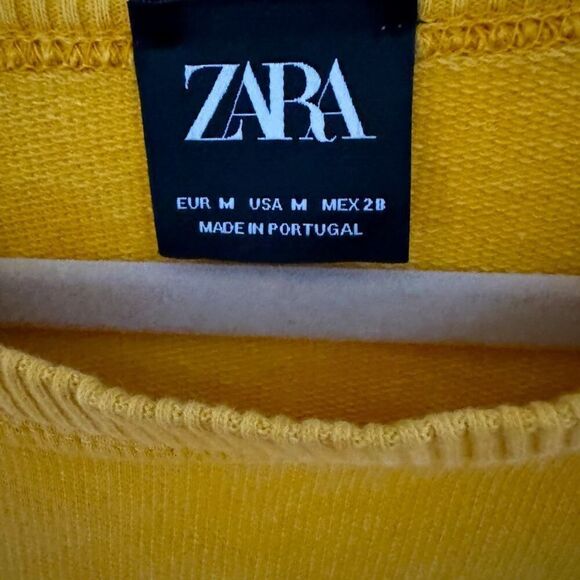 ZARA
EUR M USA M MEX 28
MADE IN PORTUGAL